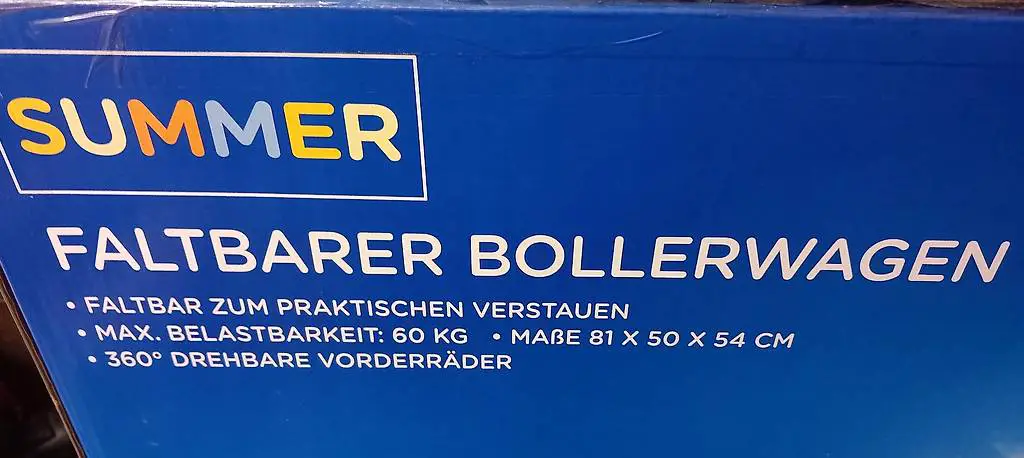 SUMMER
FALTBARER BOLLERWAGEN
• FALTBAR ZUM PRAKTISCHEN VERSTAUEN
• MAX. BELASTBARKEIT: 60 KG • MAßE 81 X 50 X 54 CM
• 360° DREHBARE VORDERRÄDER